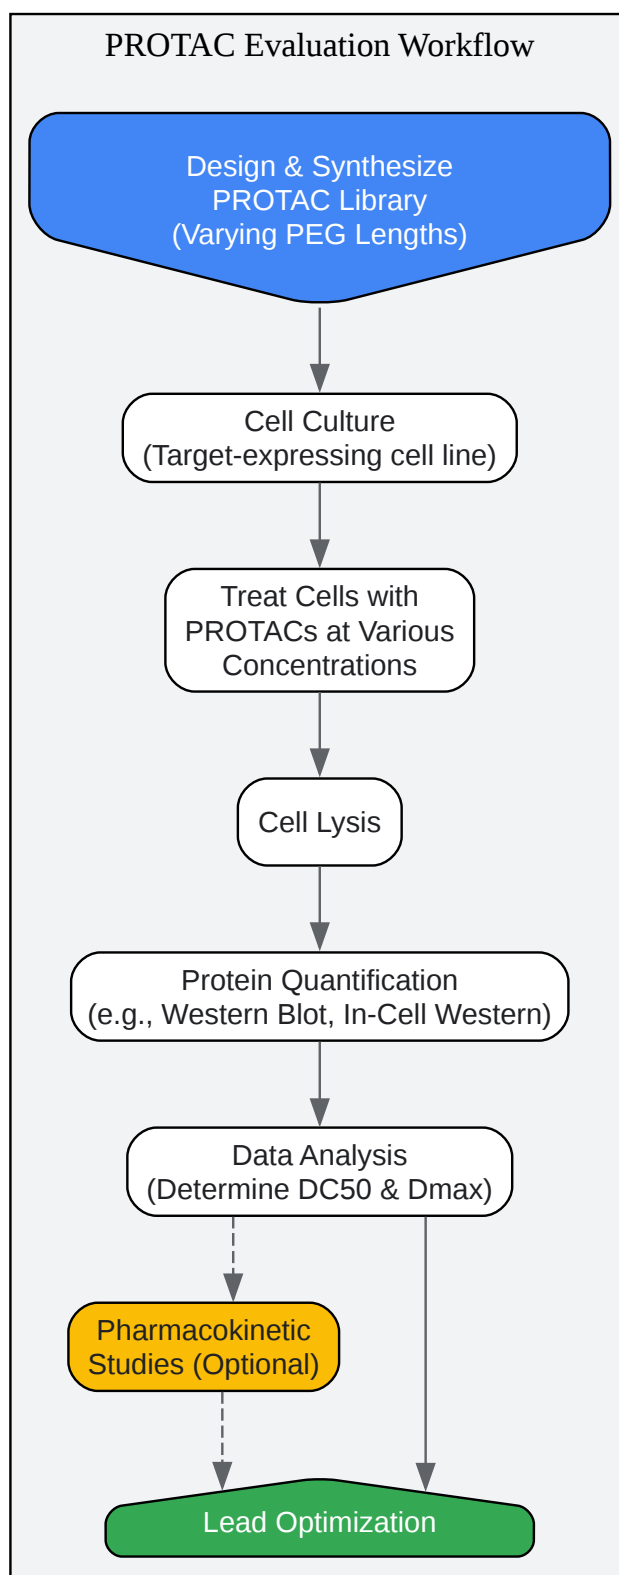 PROTAC Evaluation Workflow
Design & Synthesize
PROTAC Library
(Varying PEG Lengths)
Cell Culture
(Target-expressing cell line)
Treat Cells with
PROTACs at Various
Concentrations
Cell Lysis
Protein Quantification
(e.g., Western Blot, In-Cell Western)
Data Analysis
(Determine DC50 & Dmax)
Pharmacokinetic
Studies (Optional)
Lead Optimization